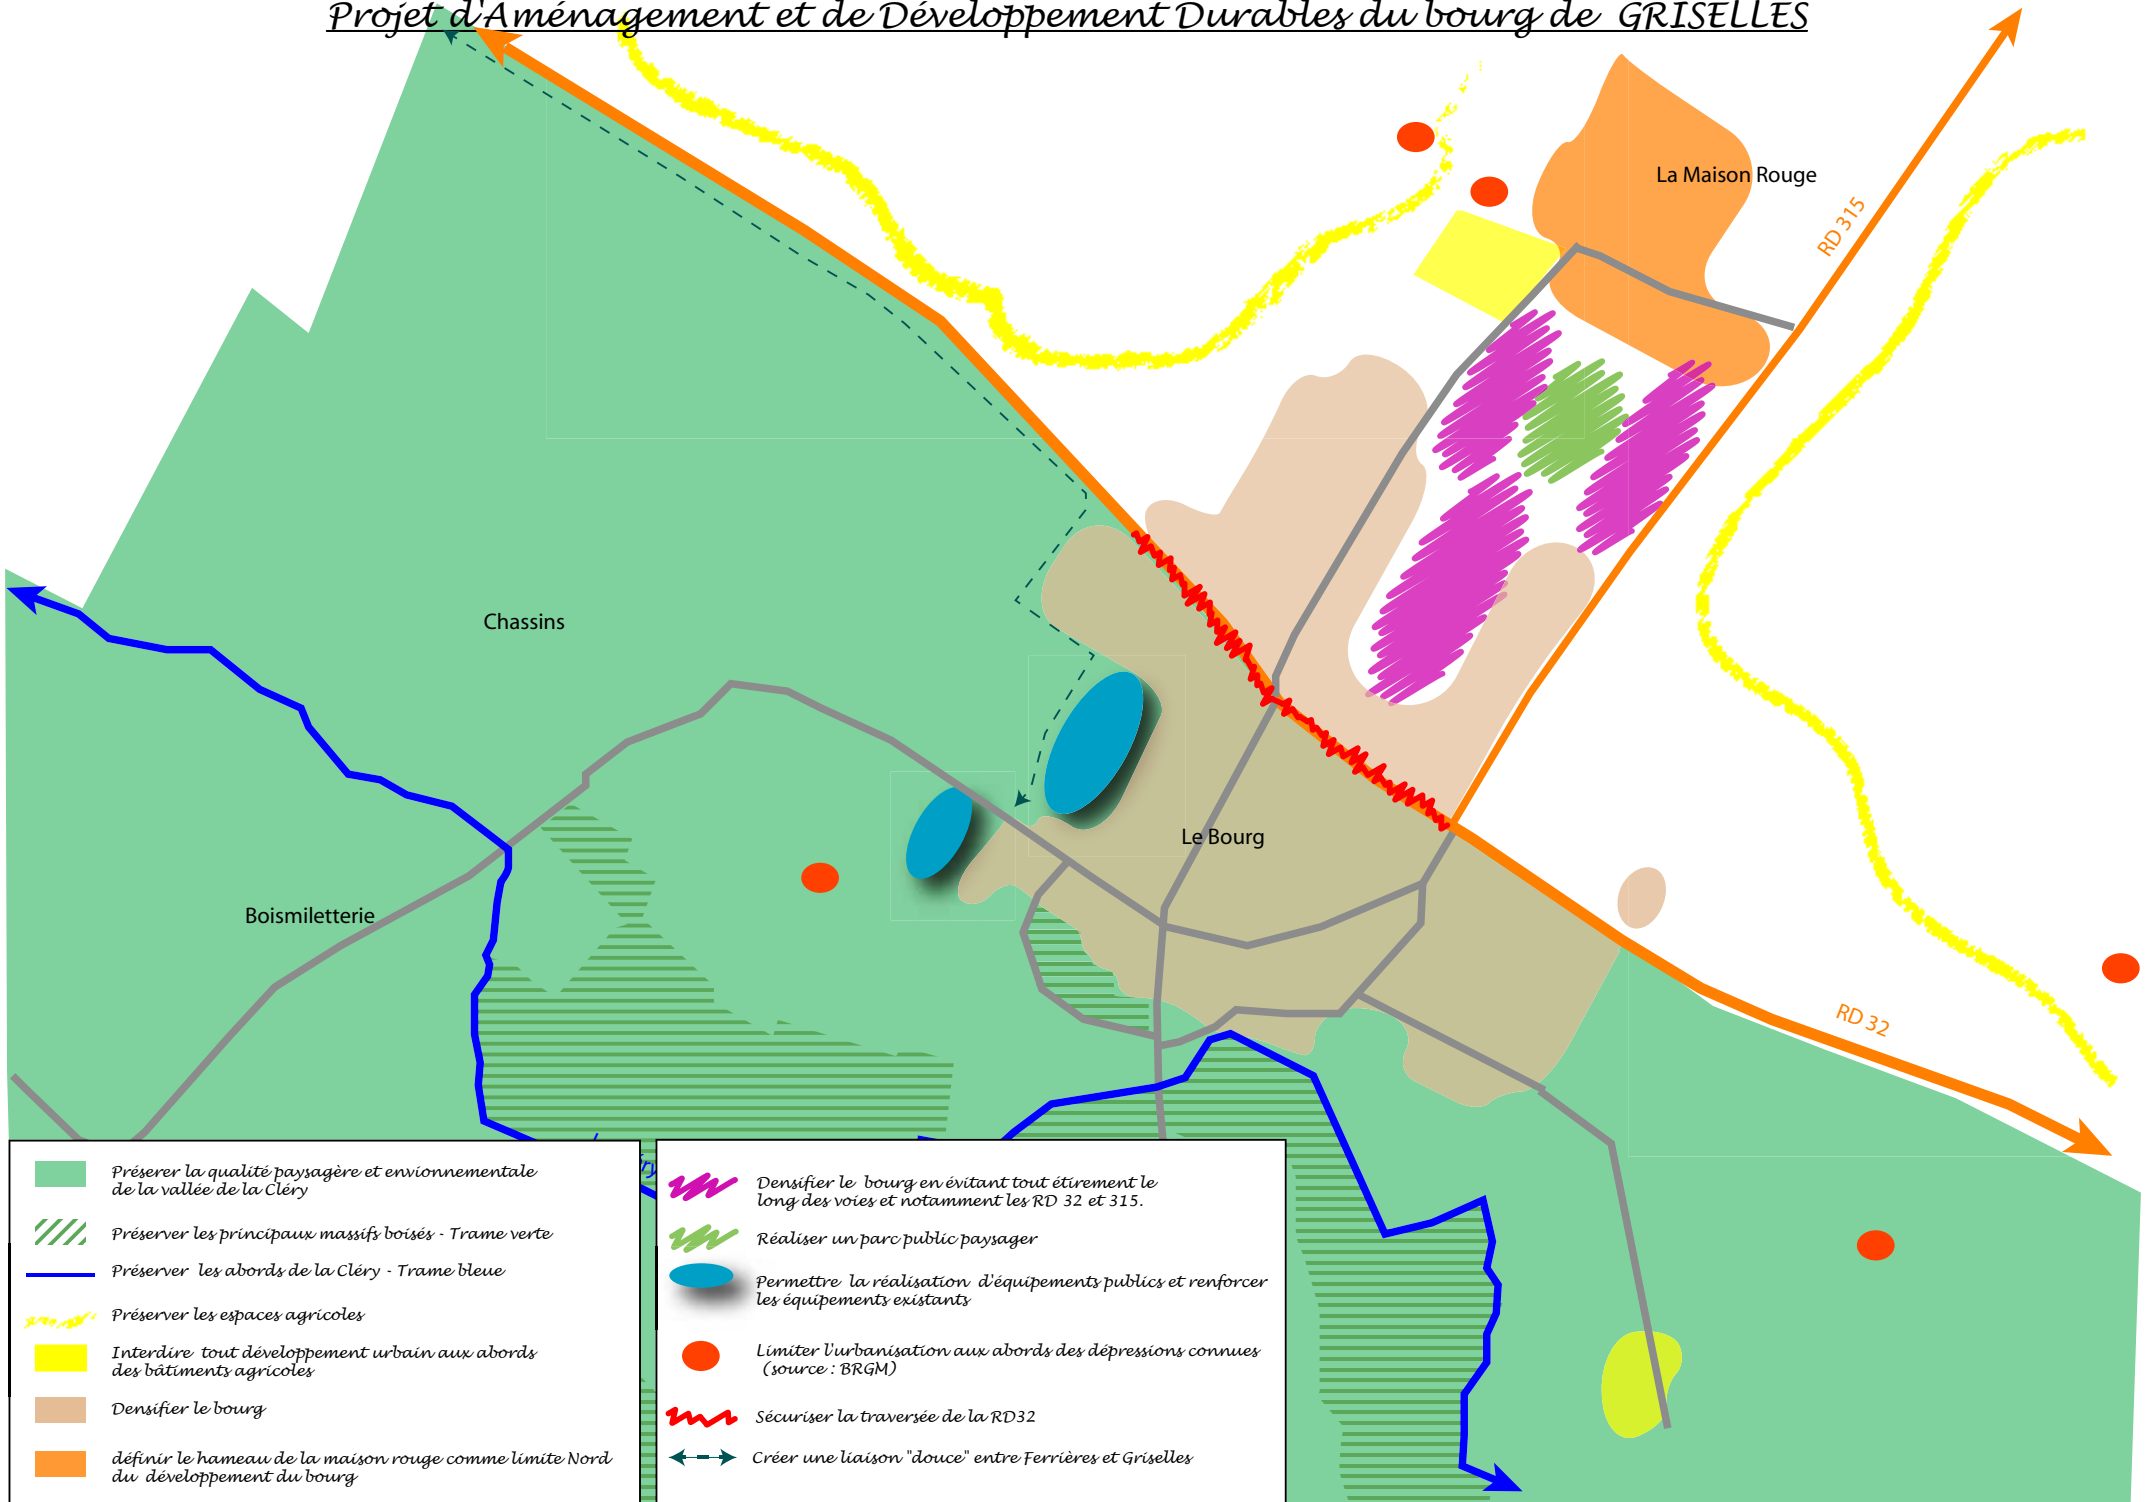 Projet d'Aménagement et de Développement Durables du bourg de GRISELLES
La Maison Rouge
RD 315
Chassins
Le Bourg
Boismiletterie
RD 32
Préserer la qualité paysagère et envionnementale
de la vallée de la Cléry
Préserver les principaux massifs boisés - Trame verte
Préserver les abords de la Cléry - Trame bleue
Préserver les espaces agricoles
Interdire tout développement urbain aux abords
des bâtiments agricoles
Densifier le bourg
définir le hameau de la maison rouge comme limite Nord
du développement du bourg
Densifier le bourg en évitant tout étirement le
long des voies et notamment les RD 32 et 315.
Réaliser un parc public paysager
Permettre la réalisation d'équipements publics et renforcer
les équipements existants
Limiter l'urbanisation aux abords des dépressions connues
(source : BRGM)
Sécuriser la traversée de la RD32
Créer une liaison "douce" entre Ferrières et Griselles